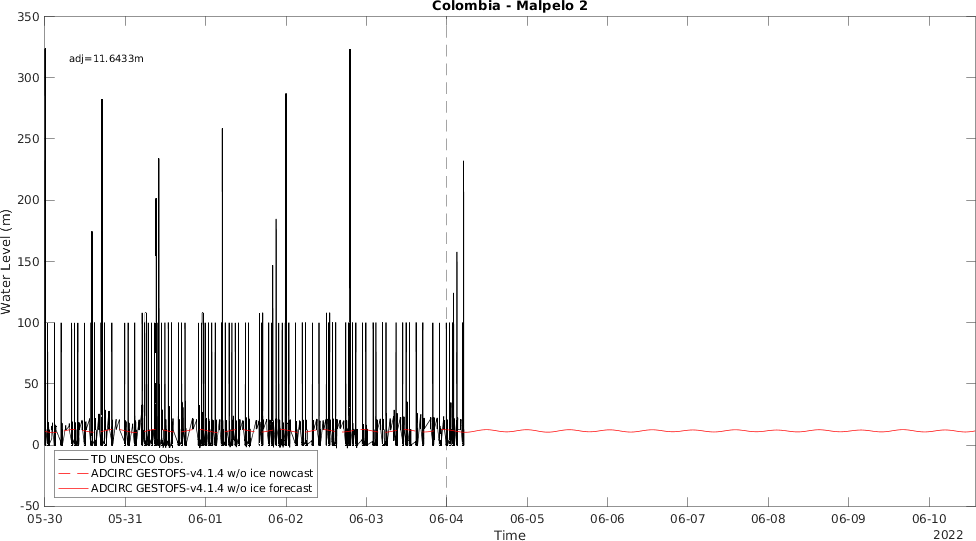 Colombia - Malpelo 2
adj=11.6433m
350
300
250
200
150
100
50
0
-50
Water Level (m)
TD UNESCO Obs.
ADCIRC GESTOFS-v4.1.4 w/o ice nowcast
ADCIRC GESTOFS-v4.1.4 w/o ice forecast
05-30 05-31 06-01 06-02 06-03 06-04 06-05 06-06 06-07 06-08 06-09 06-10
Time
2022